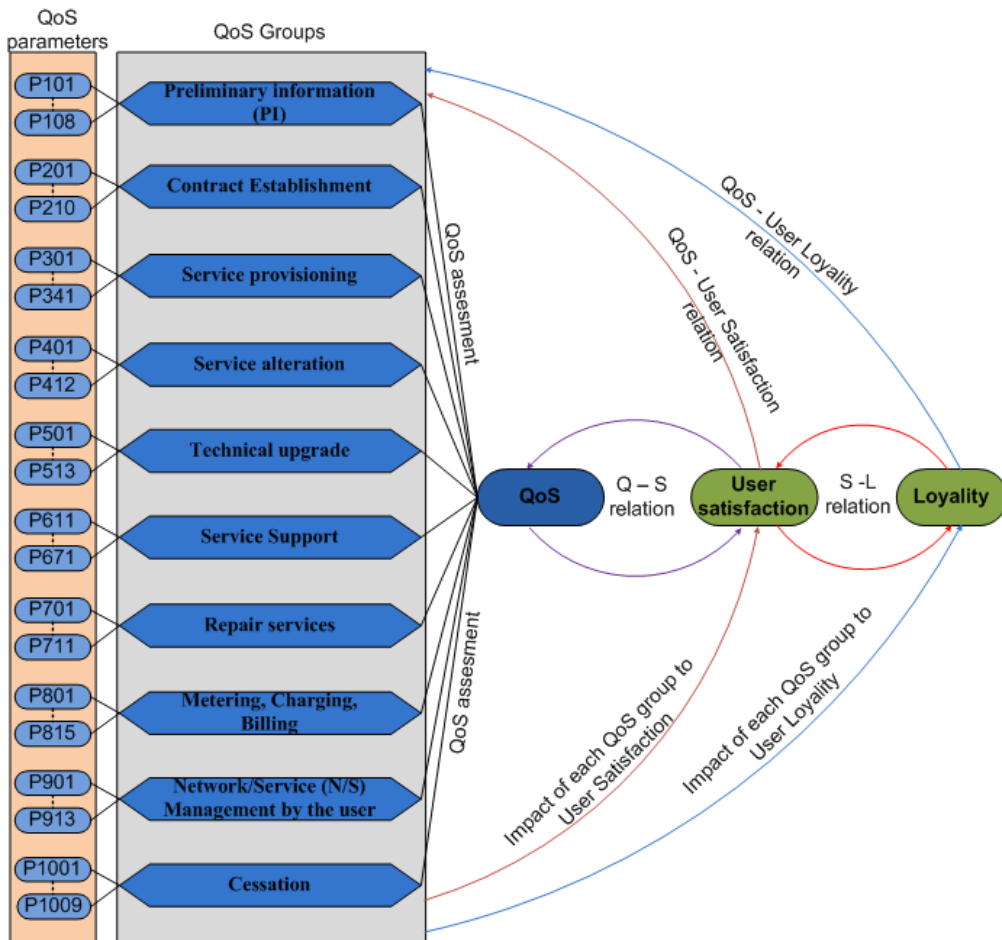 QoS
parameters
QoS Groups
P101
P108
Preliminary information
(PI)
P201
P210
Contract Establishment
P301
P341
Service provisioning
P401
P412
Service alteration
P501
P513
Technical upgrade
P611
P671
Service Support
P701
P711
Repair services
P801
P815
Metering, Charging,
Billing
P901
P913
Network/Service (N/S)
Management by the user
P1001
P1009
Cessation
QoS assesment
QoS assesment
QoS
Q – S
relation
User
satisfaction
S -L
relation
Loyality
QoS - User Satisfaction
relation
QoS - User Loyality
relation
Impact of each QoS group to
User Satisfaction
Impact of each QoS group to
User Loyality